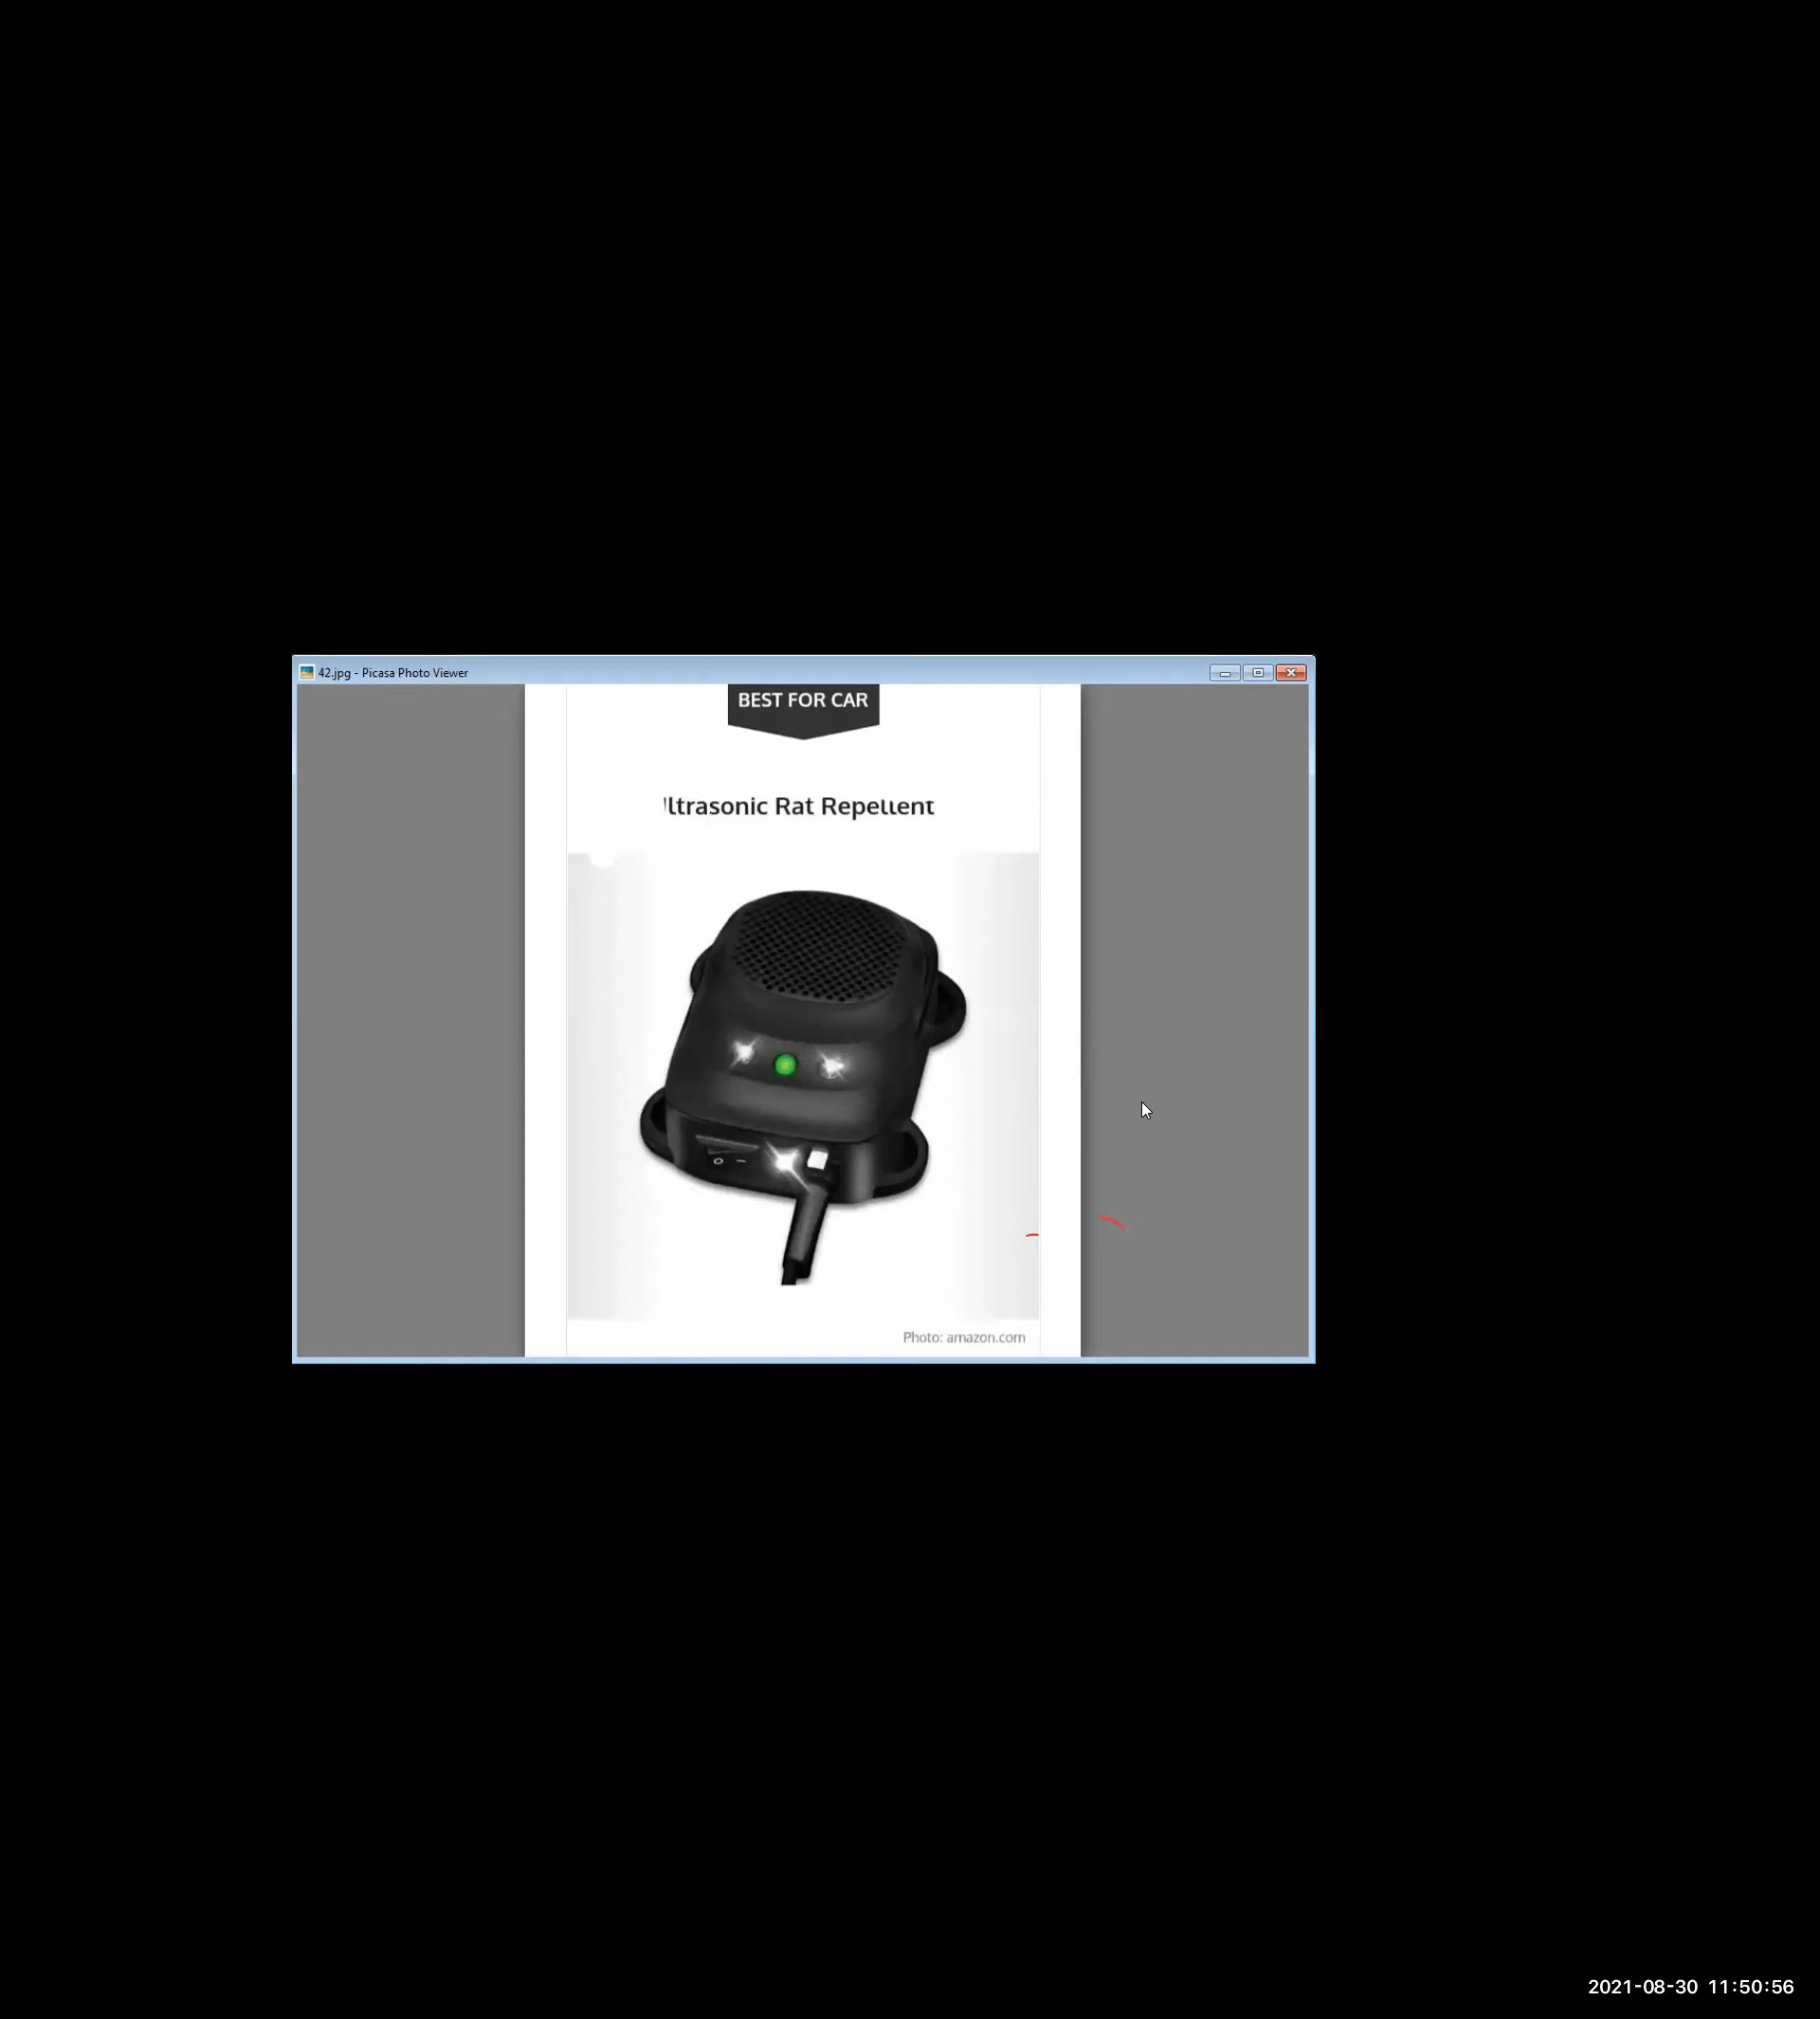 42.jpg - Picasa Photo Viewer
BEST FOR CAR
ltrasonic Rat Repellent
Photo: amazon.com
2021-08-30 11:50:56